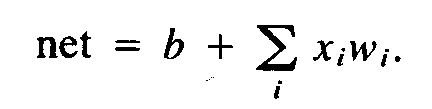 net = b + ∑ᵢ xᵢwᵢ.